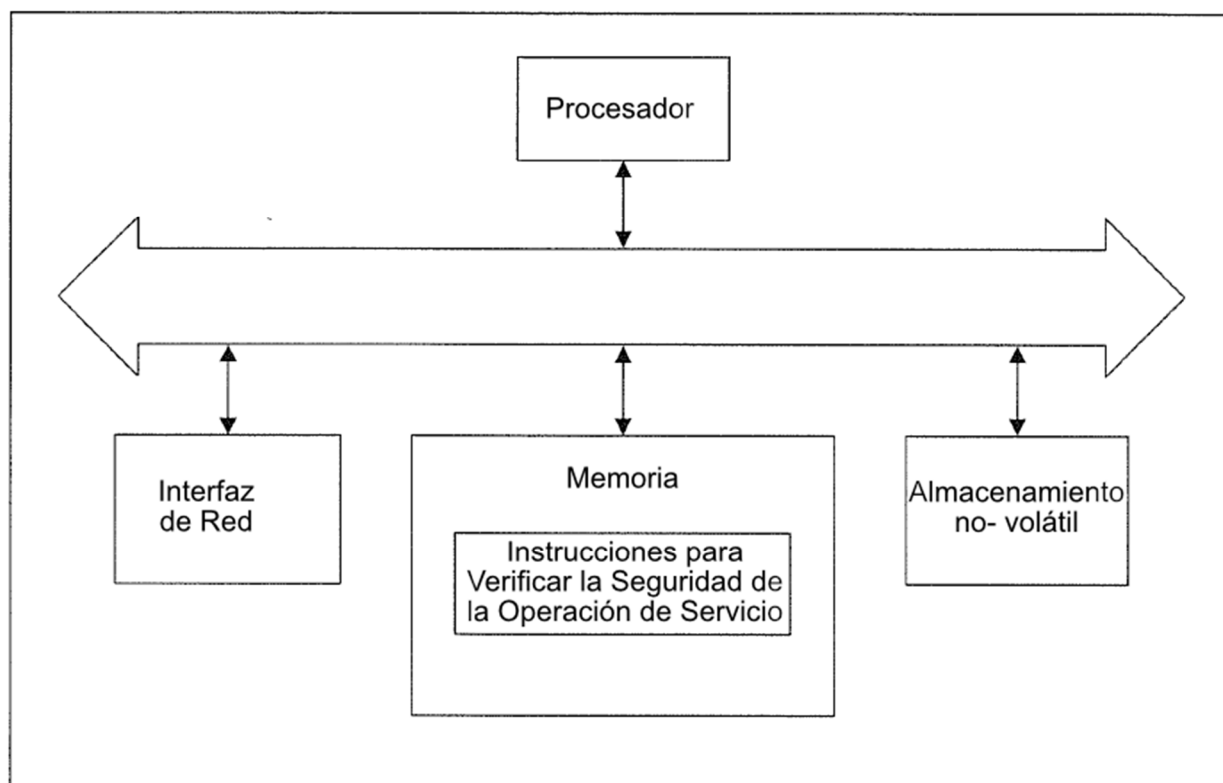 Procesador
Interfaz
de Red
Memoria
Instrucciones para
Verificar la Seguridad de
la Operación de Servicio
Almacenamiento
no- volátil